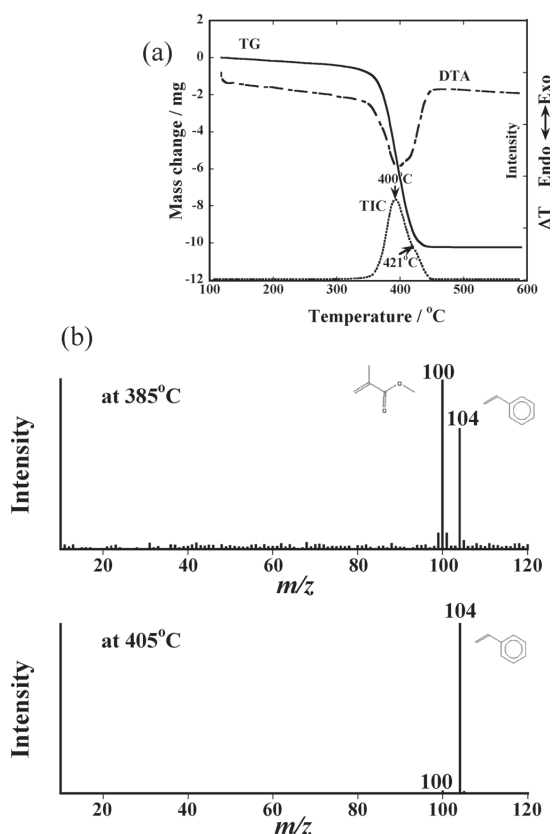 (a)
TG
DTA
TIC
400°C
421°C
0
-2
-4
-6
-8
-10
-12
Mass change / mg
100
200
300
400
500
600
Temperature / °C
Intensity
ΔT Endo ↔ Exo
(b)
at 385°C
O
O
100
104
Intensity
20
40
60
80
100
120
m/z
at 405°C
104
100
Intensity
20
40
60
80
100
120
m/z